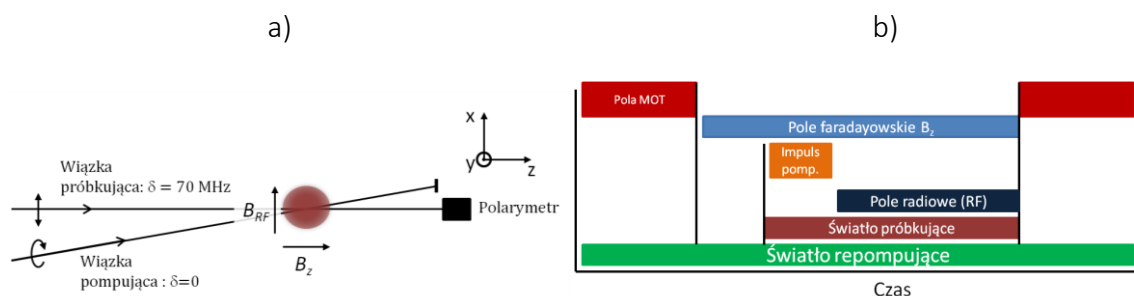 a)
b)
Wiązka
próbkująca: δ = 70 MHz
x
y
z
B_RF
Polarymetr
B_z
Wiązka
pompująca : δ=0
Pola MOT
Pole faradayowskie B_z
Impuls
pomp.
Pole radiowe (RF)
Światło próbkujące
Światło repompujące
Czas